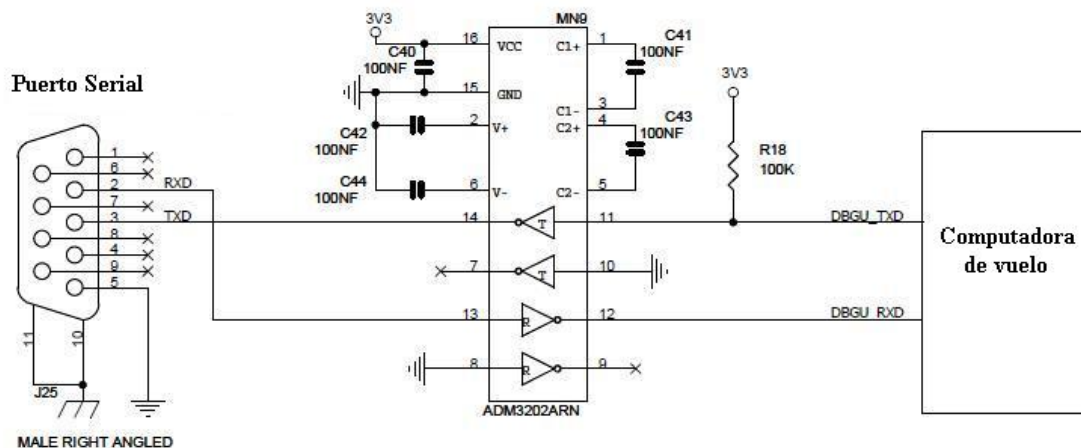 Puerto Serial
1
6
2
7
3
8
4
9
5
RXD
TXD
11
10
J25
MALE RIGHT ANGLED
3V3
C40
100NF
C42
100NF
C44
100NF
MN9
16
VCC
15
GND
2
V+
6
V-
14
T
7
T
13
R
8
R
ADM3202ARN
C1+
1
C1-
3
C2+
4
C2-
5
11
10
12
9
C41
100NF
C43
100NF
3V3
R18
100K
DBGU_TXD
DBGU_RXD
Computadora
de vuelo